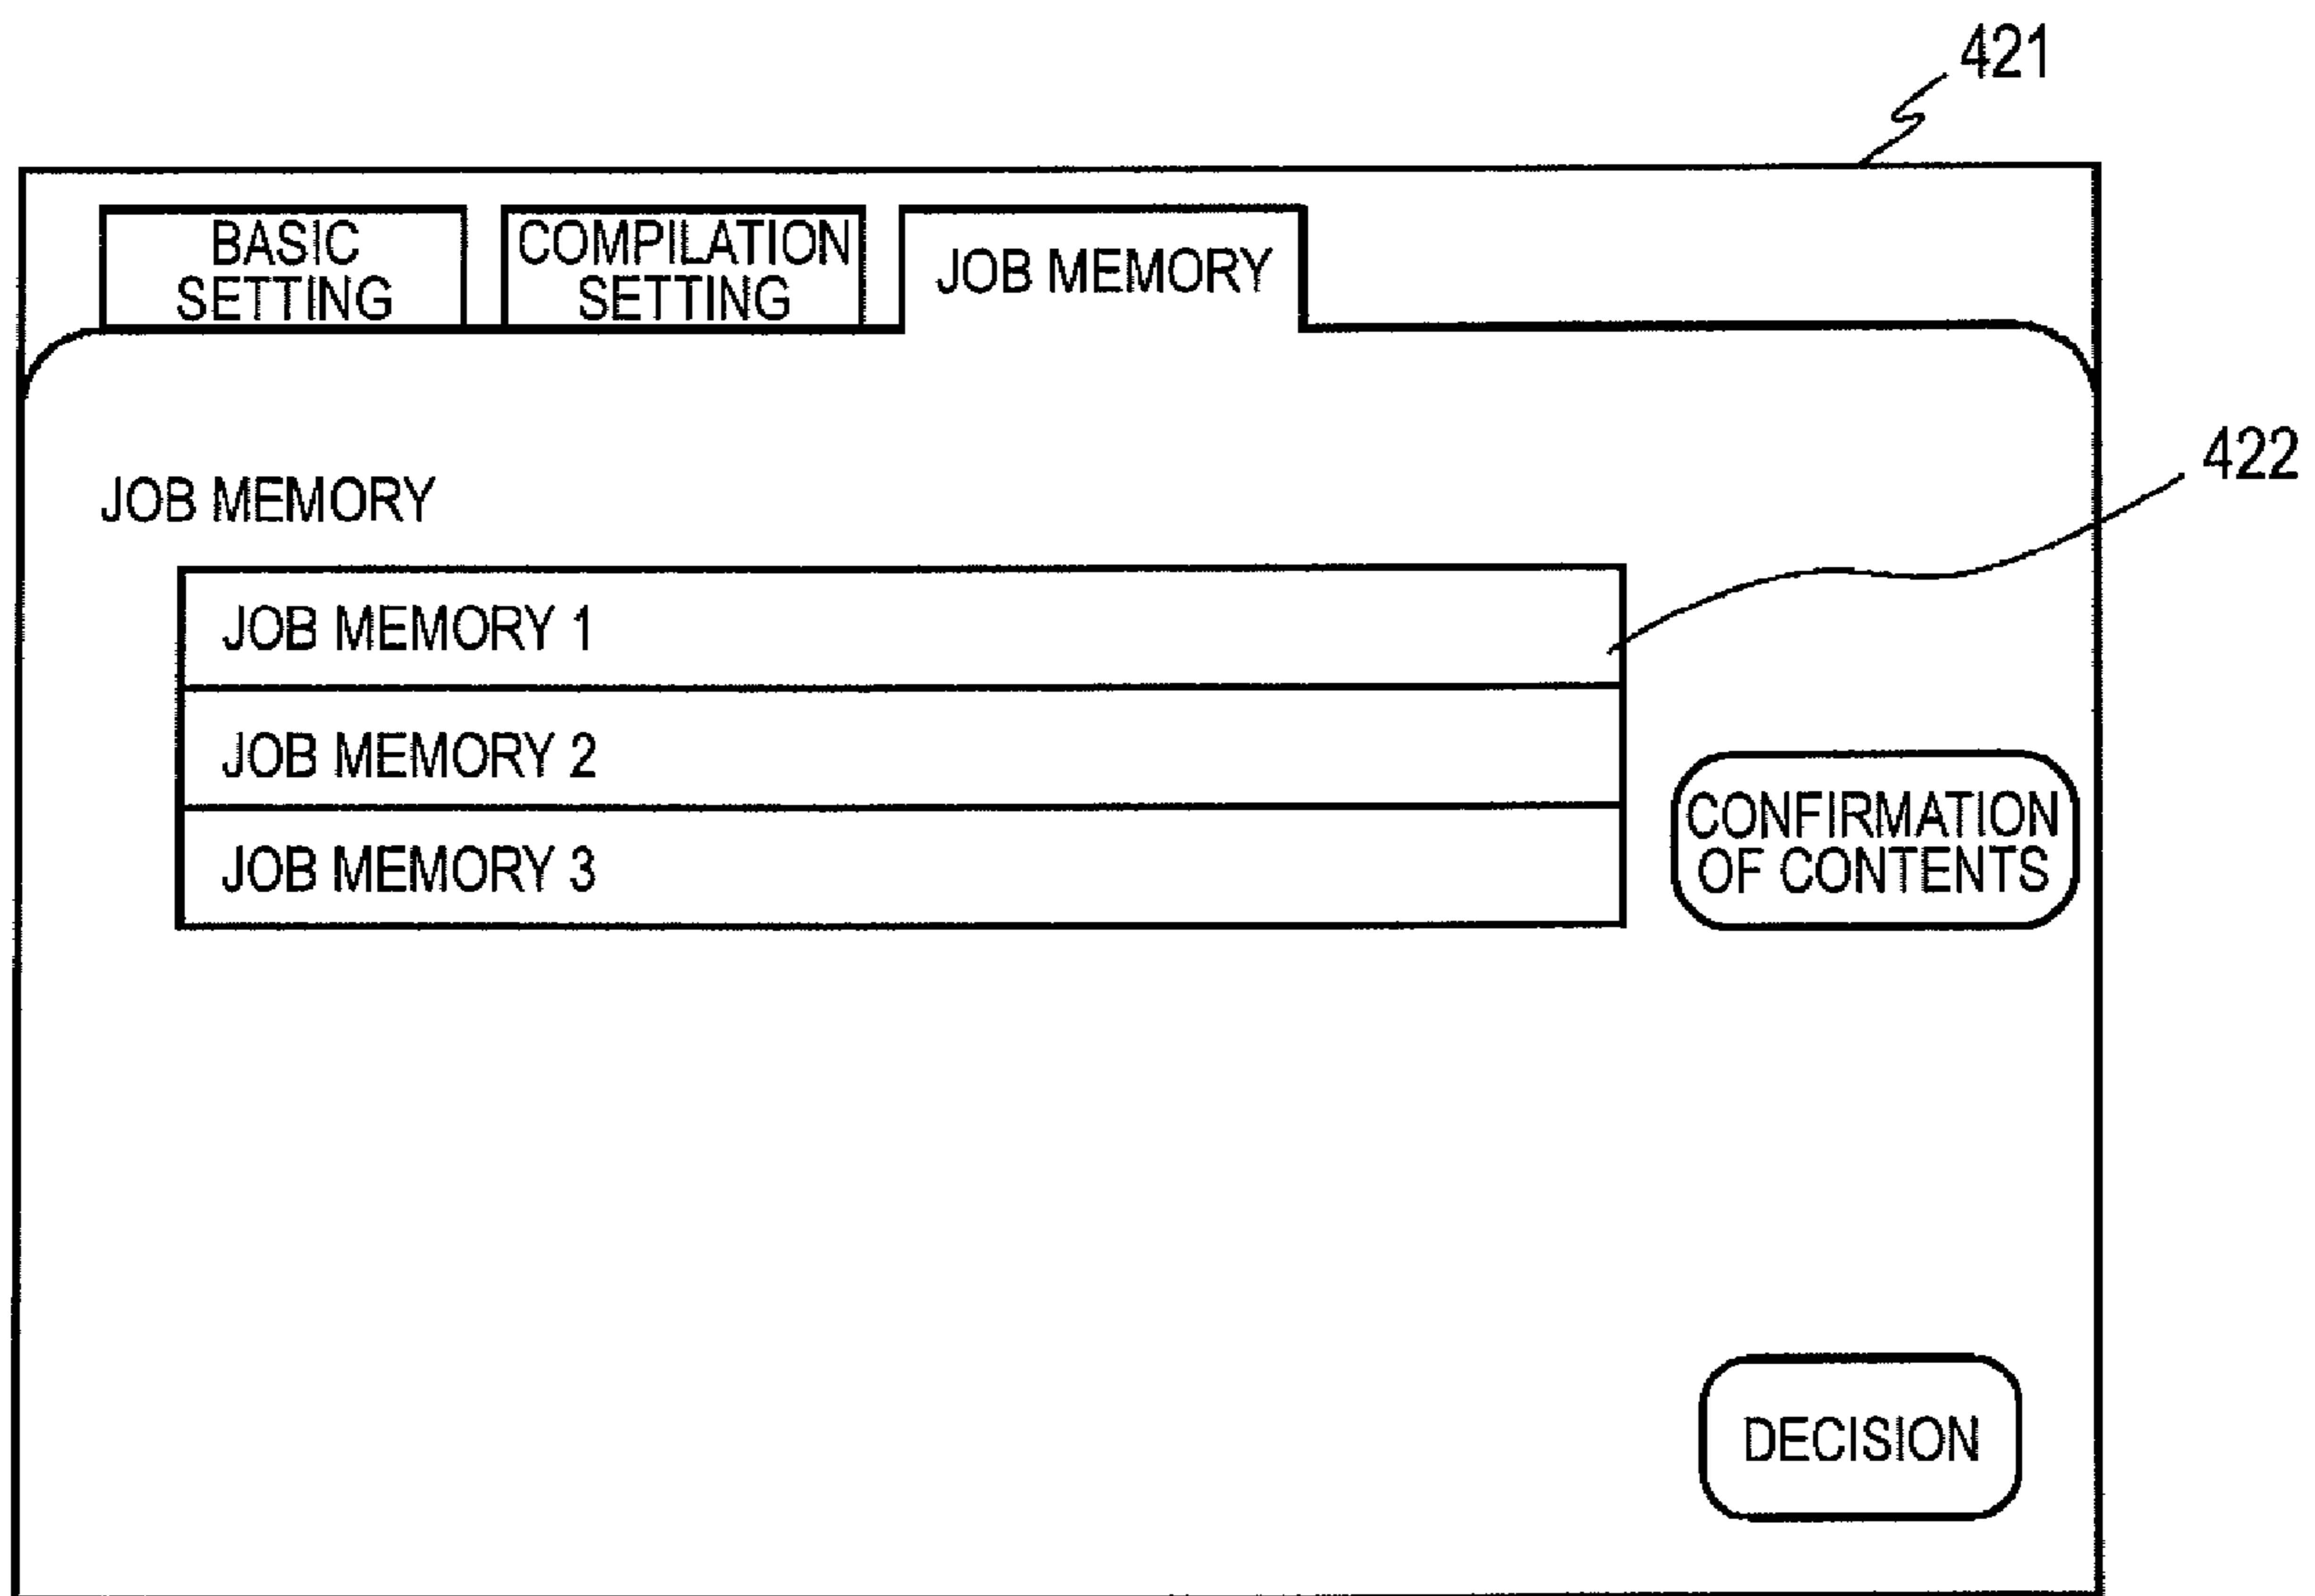 421
BASIC
SETTING
COMPILATION
SETTING
JOB MEMORY
422
JOB MEMORY
JOB MEMORY 1
JOB MEMORY 2
JOB MEMORY 3
CONFIRMATION
OF CONTENTS
DECISION